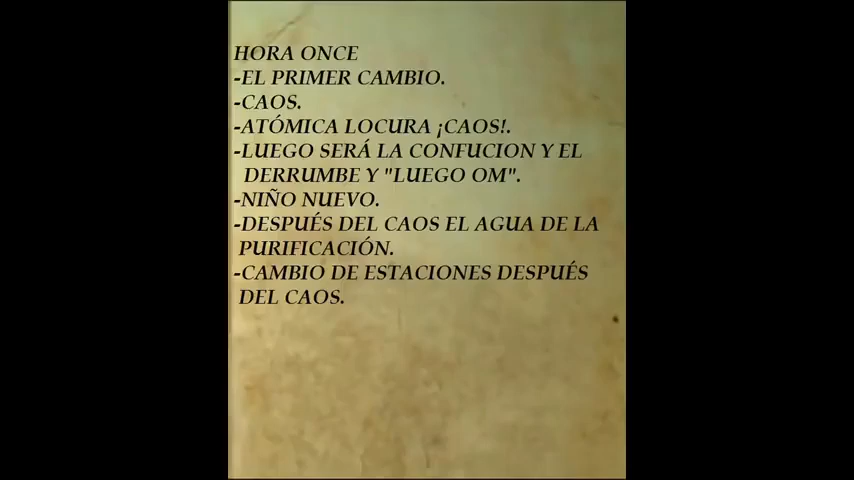 HORA ONCE
-EL PRIMER CAMBIO.
-CAOS.
-ATÓMICA LOCURA ¡CAOS!.
-LUEGO SERÁ LA CONFUCION Y EL
DERRUMBE Y "LUEGO OM".
-NIÑO NUEVO.
-DESPUÉS DEL CAOS EL AGUA DE LA
PURIFICACIÓN.
-CAMBIO DE ESTACIONES DESPUÉS
DEL CAOS.